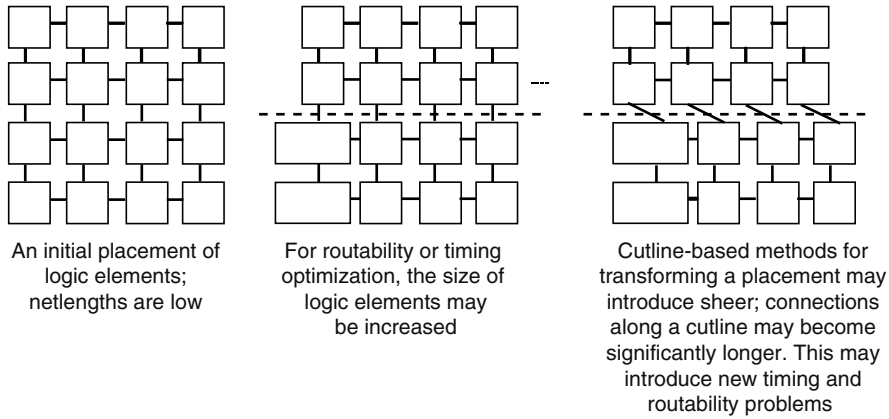 An initial placement of
logic elements;
netlengths are low
For routability or timing
optimization, the size of
logic elements may
be increased
Cutline-based methods for
transforming a placement may
introduce sheer; connections
along a cutline may become
significantly longer. This may
introduce new timing and
routability problems